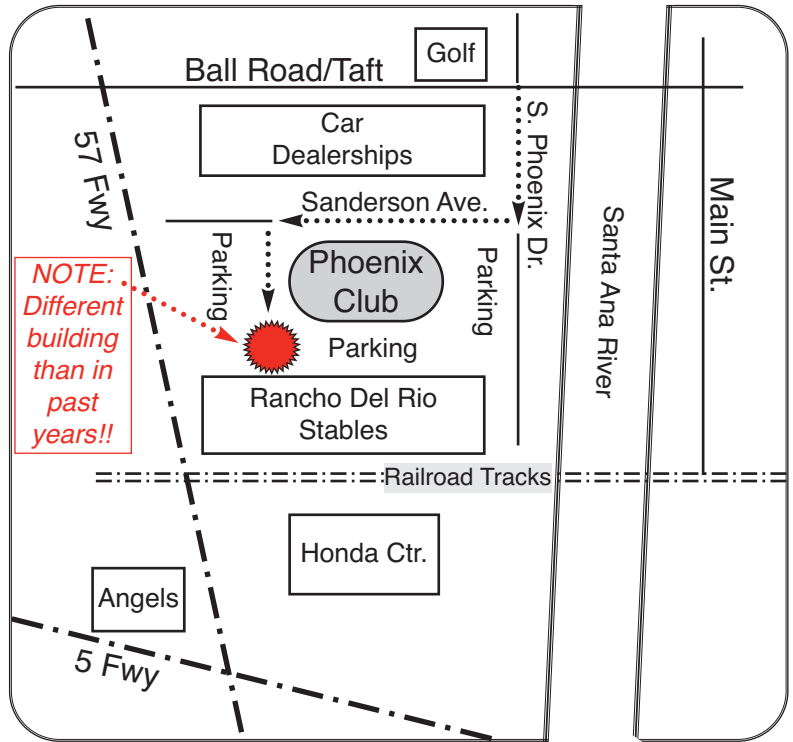 Golf
Ball Road/Taft
57 Fwy
Car
Dealerships
S. Phoenix Dr.
Sanderson Ave.
Main St.
Santa Ana River
Parking
Phoenix
Club
Parking
NOTE:
Different
building
than in
past
years!!
Parking
Rancho Del Rio
Stables
Railroad Tracks
Honda Ctr.
Angels
5 Fwy